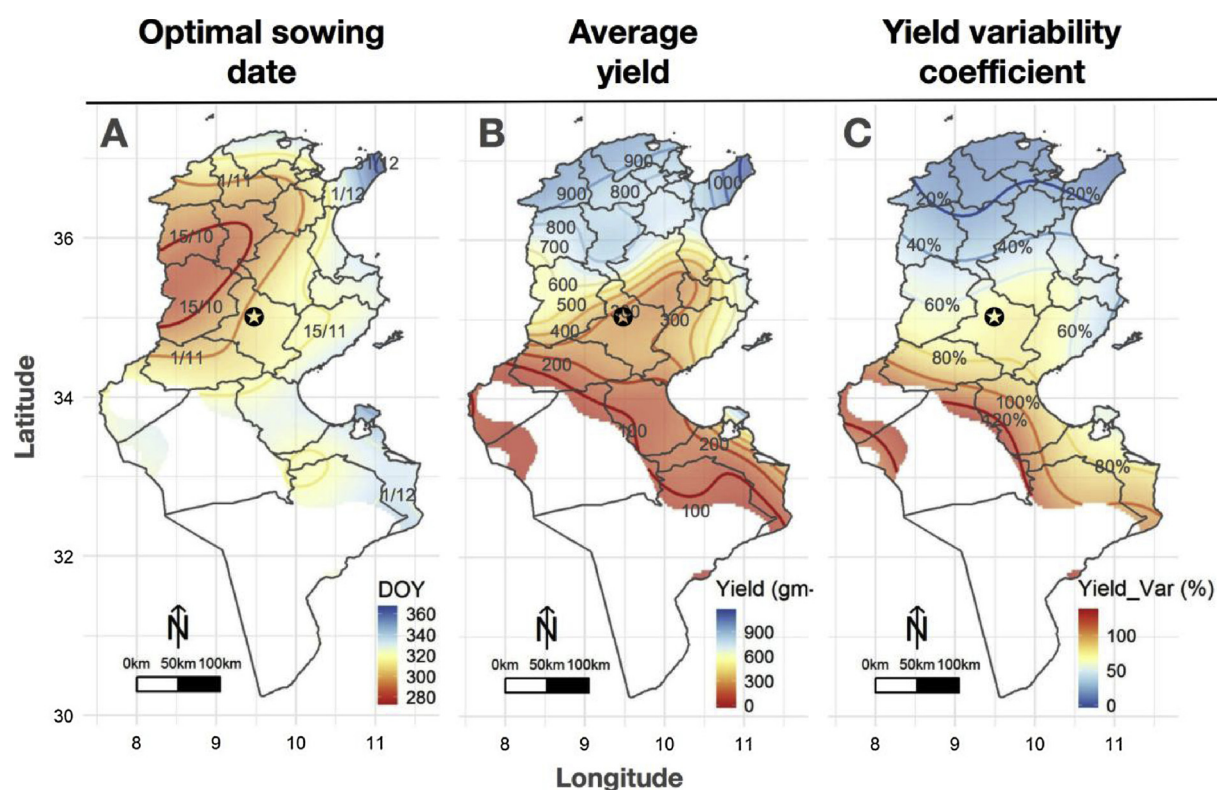 Optimal sowing
date
Average
yield
Yield variability
coefficient
A
B
C
31/12
1/11
1/12
15/10
15/10
15/11
1/11
1/12
900
900
800
1000
800
700
600
500
400
300
200
100
200
100
20%
20%
40%
40%
60%
60%
80%
100%
120%
80%
36
34
32
30
Latitude
DOY
360
340
320
300
280
Yield (gm-
900
600
300
0
Yield_Var (%)
100
50
0
N
0km 50km 100km
N
0km 50km 100km
N
0km 50km 100km
8 9 10 11
8 9 10 11
8 9 10 11
Longitude